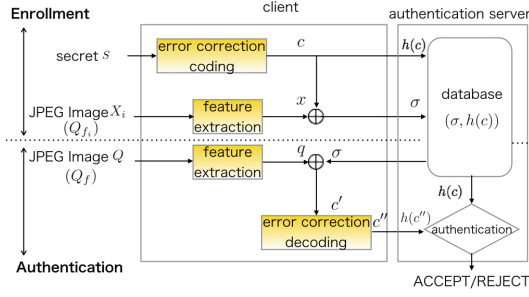 Enrollment
client
authentication server
secret S
error correction
coding
c
h(c)
JPEG Image X_i
(Q_{f_i})
feature
extraction
x
⊕
σ
database
(σ, h(c))
JPEG Image Q
(Q_f)
feature
extraction
q
⊕
σ
h(c)
c′
error correction
decoding
c″
h(c″)
authentication
Authentication
ACCEPT/REJECT